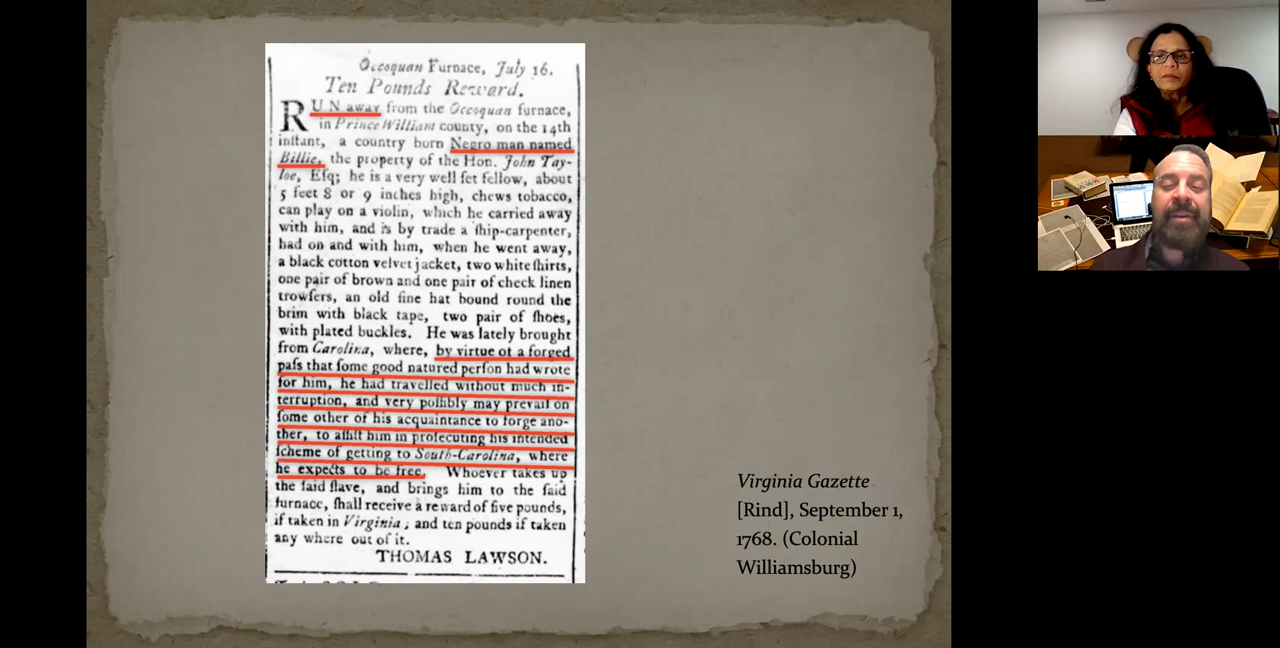 Occoquan Furnace, July 16.
Ten Pounds Reward.
RUN away from the Occoquan furnace,
in Prince William county, on the 14th
inſtant, a country born Negro man named
Billie, the property of the Hon. John Tay-
loe, Eſq; he is a very well ſet fellow, about
5 feet 8 or 9 inches high, chews tobacco,
can play on a violin, which he carried away
with him, and is by trade a ſhip-carpenter,
had on and with him, when he went away,
a black cotton velvet jacket, two white ſhirts,
one pair of brown and one pair of check linen
trowſers, an old fine hat bound round the
brim with black tape, two pair of ſhoes,
with plated buckles. He was lately brought
from Carolina, where, by virtue of a forged
paſs that ſome good natured perſon had wrote
for him, he had travelled without much in-
terruption, and very poſſibly may prevail on
ſome other of his acquaintance to forge ano-
ther, to aſſiſt him in proſecuting his intended
ſcheme of getting to South-Carolina, where
he expects to be free. Whoever takes up
the ſaid ſlave, and brings him to the ſaid
furnace, ſhall receive a reward of five pounds,
if taken in Virginia; and ten pounds if taken
any where out of it.
THOMAS LAWSON.
Virginia Gazette
[Rind], September 1,
1768. (Colonial
Williamsburg)